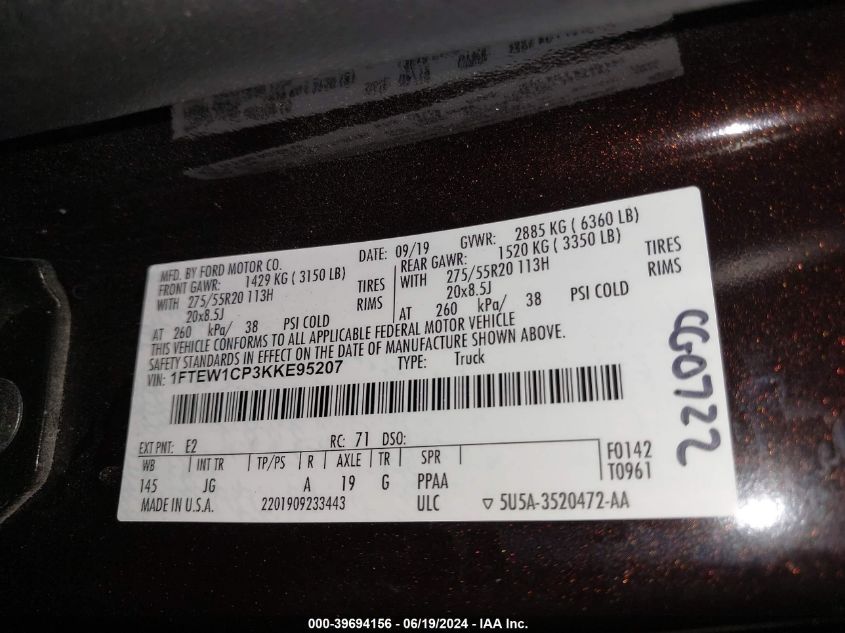 MFD. BY FORD MOTOR CO. DATE: 09/19 GVWR: 2885 KG ( 6360 LB)
FRONT GAWR: 1429 KG ( 3150 LB) REAR GAWR: 1520 KG ( 3350 LB)
WITH 275/55R20 113H TIRES WITH 275/55R20 113H TIRES
20x8.5J RIMS 20x8.5J RIMS
AT 260 kPa/ 38 PSI COLD AT 260 kPa/ 38 PSI COLD
THIS VEHICLE CONFORMS TO ALL APPLICABLE FEDERAL MOTOR VEHICLE
SAFETY STANDARDS IN EFFECT ON THE DATE OF MANUFACTURE SHOWN ABOVE.
VIN: 1FTEW1CP3KKE95207 TYPE: Truck
CG0722
EXT PNT: E2 RC: 71 DSO:
WB INT TR TP/PS R AXLE TR SPR F0142
145 JG A 19 G PPAA T0961
MADE IN U.S.A. 2201909233443 ULC ▽ 5U5A-3520472-AA
000-39694156 - 06/19/2024 - IAA Inc.